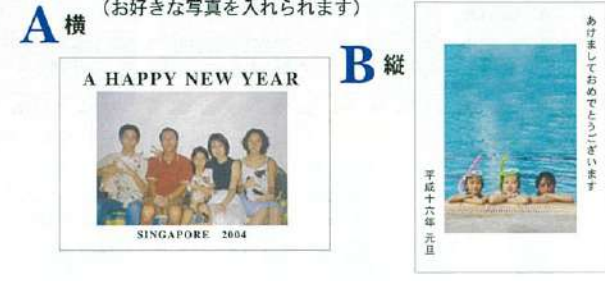 (お好きな写真を入れられます)
A 横
A HAPPY NEW YEAR
SINGAPORE 2004
B 縦
あけましておめでとうございます
平成十六年 元旦